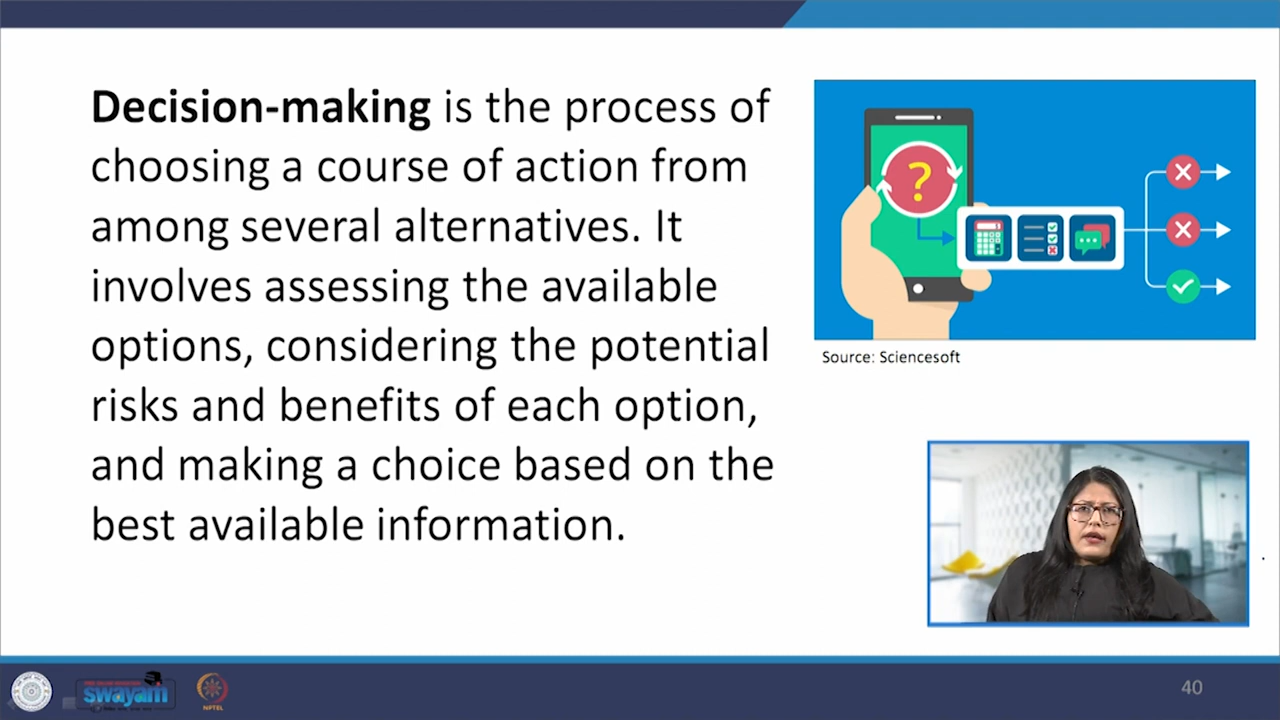 Decision-making is the process of
choosing a course of action from
among several alternatives. It
involves assessing the available
options, considering the potential
risks and benefits of each option,
and making a choice based on the
best available information.
?
Source: Sciencesoft
swayam
NPTEL
40